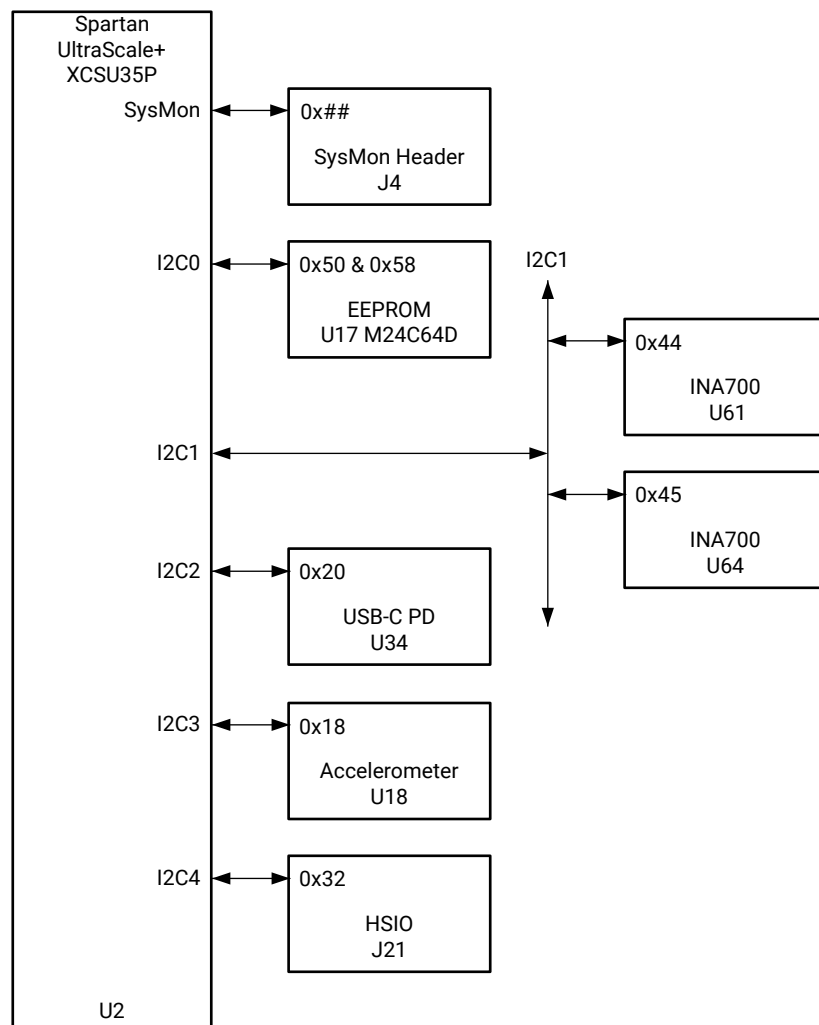 Spartan
UltraScale+
XCSU35P
SysMon
0x##
SysMon Header
J4
I2C0
0x50 & 0x58
EEPROM
U17 M24C64D
I2C1
0x44
INA700
U61
I2C1
0x45
INA700
U64
I2C2
0x20
USB-C PD
U34
I2C3
0x18
Accelerometer
U18
I2C4
0x32
HSIO
J21
U2